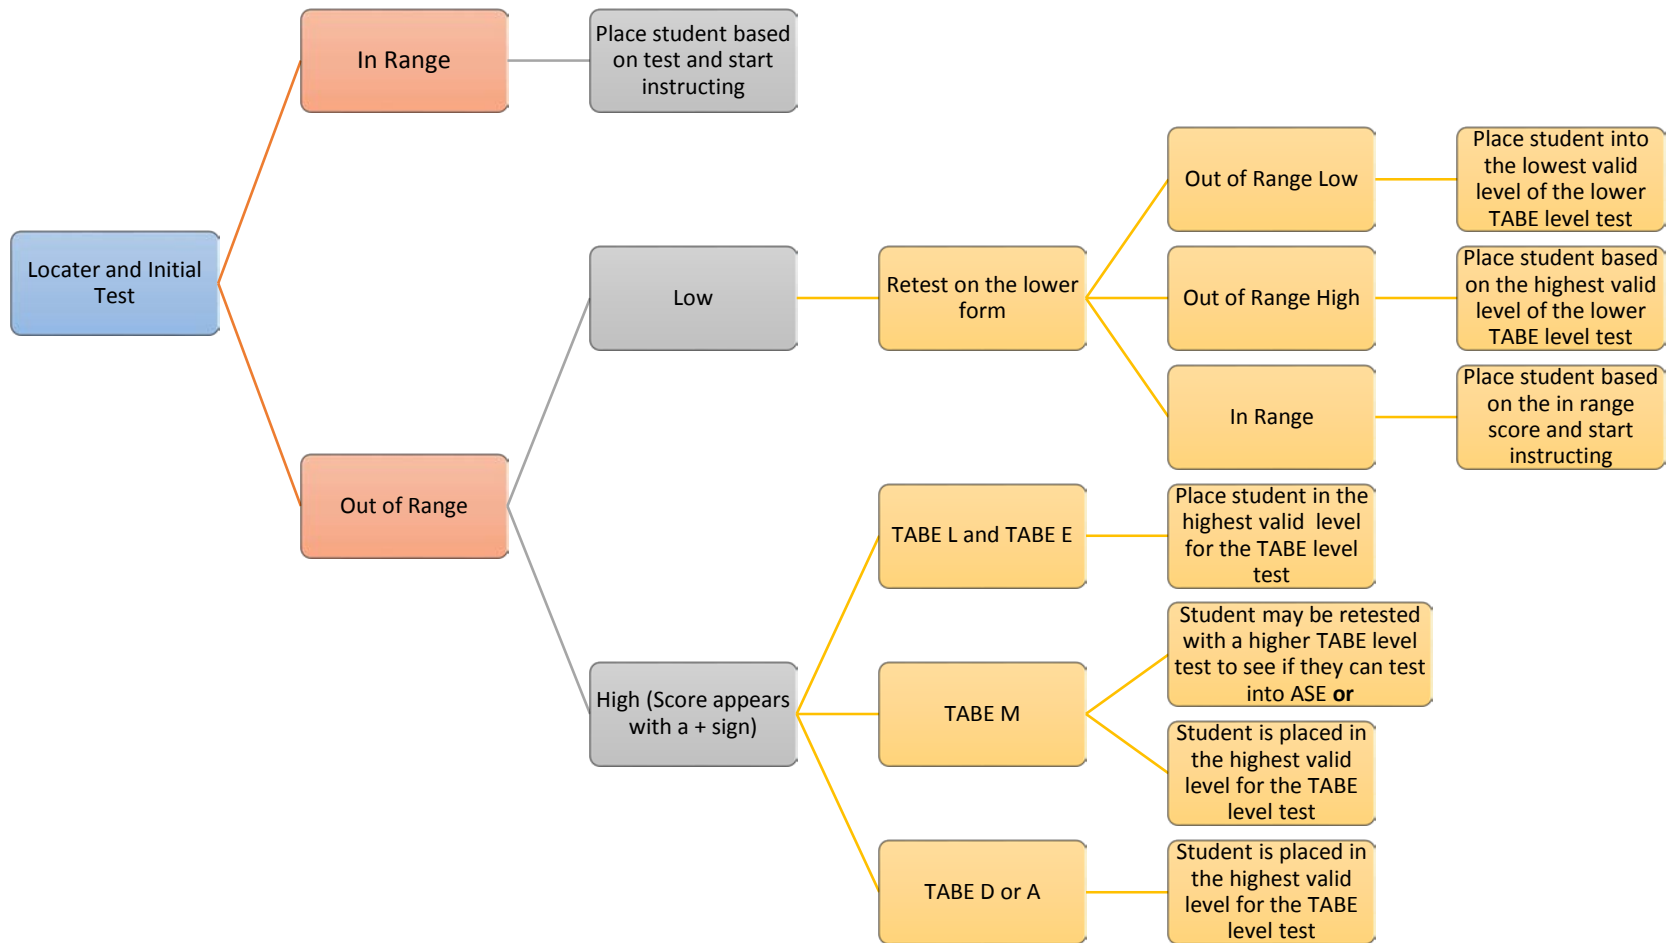 In Range
Place student based
on test and start
instructing
Locater and Initial
Test
Out of Range
Low
Retest on the lower
form
Out of Range Low
Place student into
the lowest valid
level of the lower
TABE level test
Out of Range High
Place student based
on the highest valid
level of the lower
TABE level test
In Range
Place student based
on the in range
score and start
instructing
High (Score appears
with a + sign)
TABE L and TABE E
Place student in the
highest valid level
for the TABE level
test
TABE M
Student may be retested
with a higher TABE level
test to see if they can test
into ASE or
Student is placed in
the highest valid
level for the TABE
level test
TABE D or A
Student is placed in
the highest valid
level for the TABE
level test